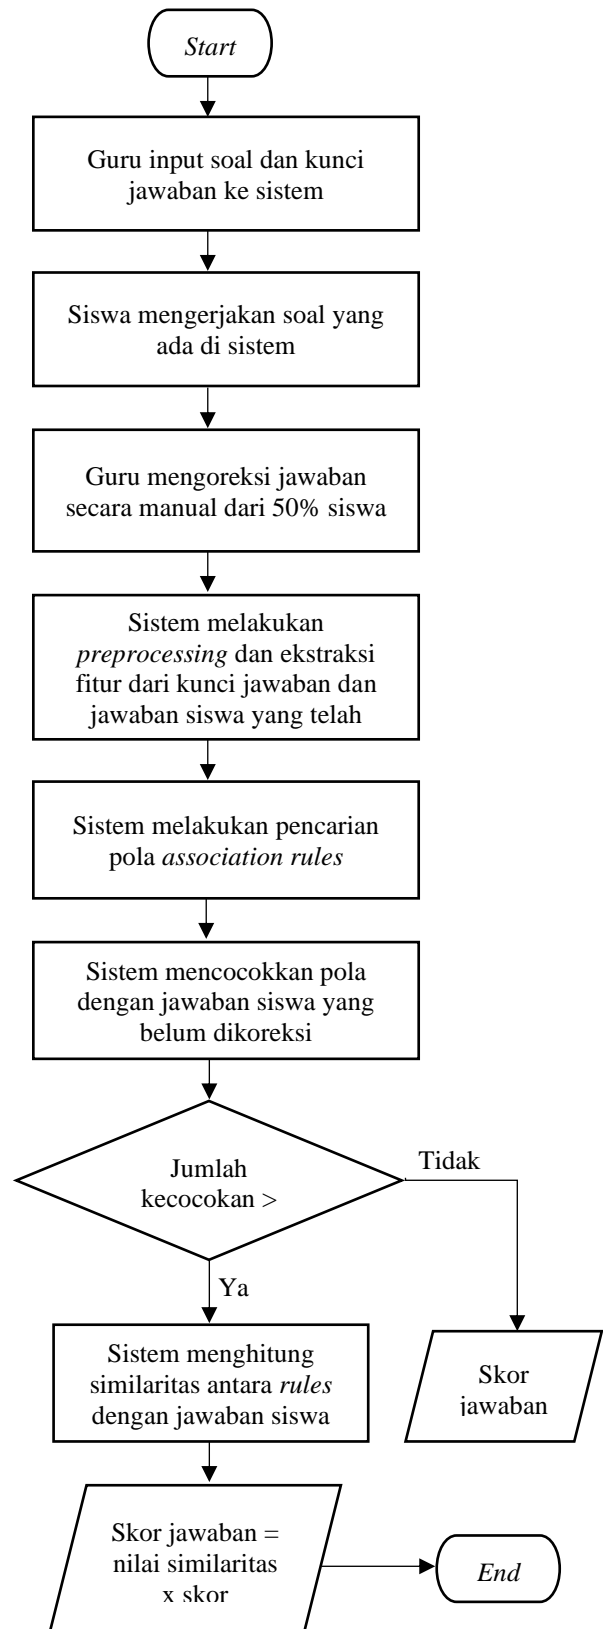 Start
Guru input soal dan kunci
jawaban ke sistem
Siswa mengerjakan soal yang
ada di sistem
Guru mengoreksi jawaban
secara manual dari 50% siswa
Sistem melakukan
preprocessing dan ekstraksi
fitur dari kunci jawaban dan
jawaban siswa yang telah
Sistem melakukan pencarian
pola association rules
Sistem mencocokkan pola
dengan jawaban siswa yang
belum dikoreksi
Jumlah
kecocokan >
Tidak
Ya
Sistem menghitung
similaritas antara rules
dengan jawaban siswa
Skor
jawaban
Skor jawaban =
nilai similaritas
x skor
End